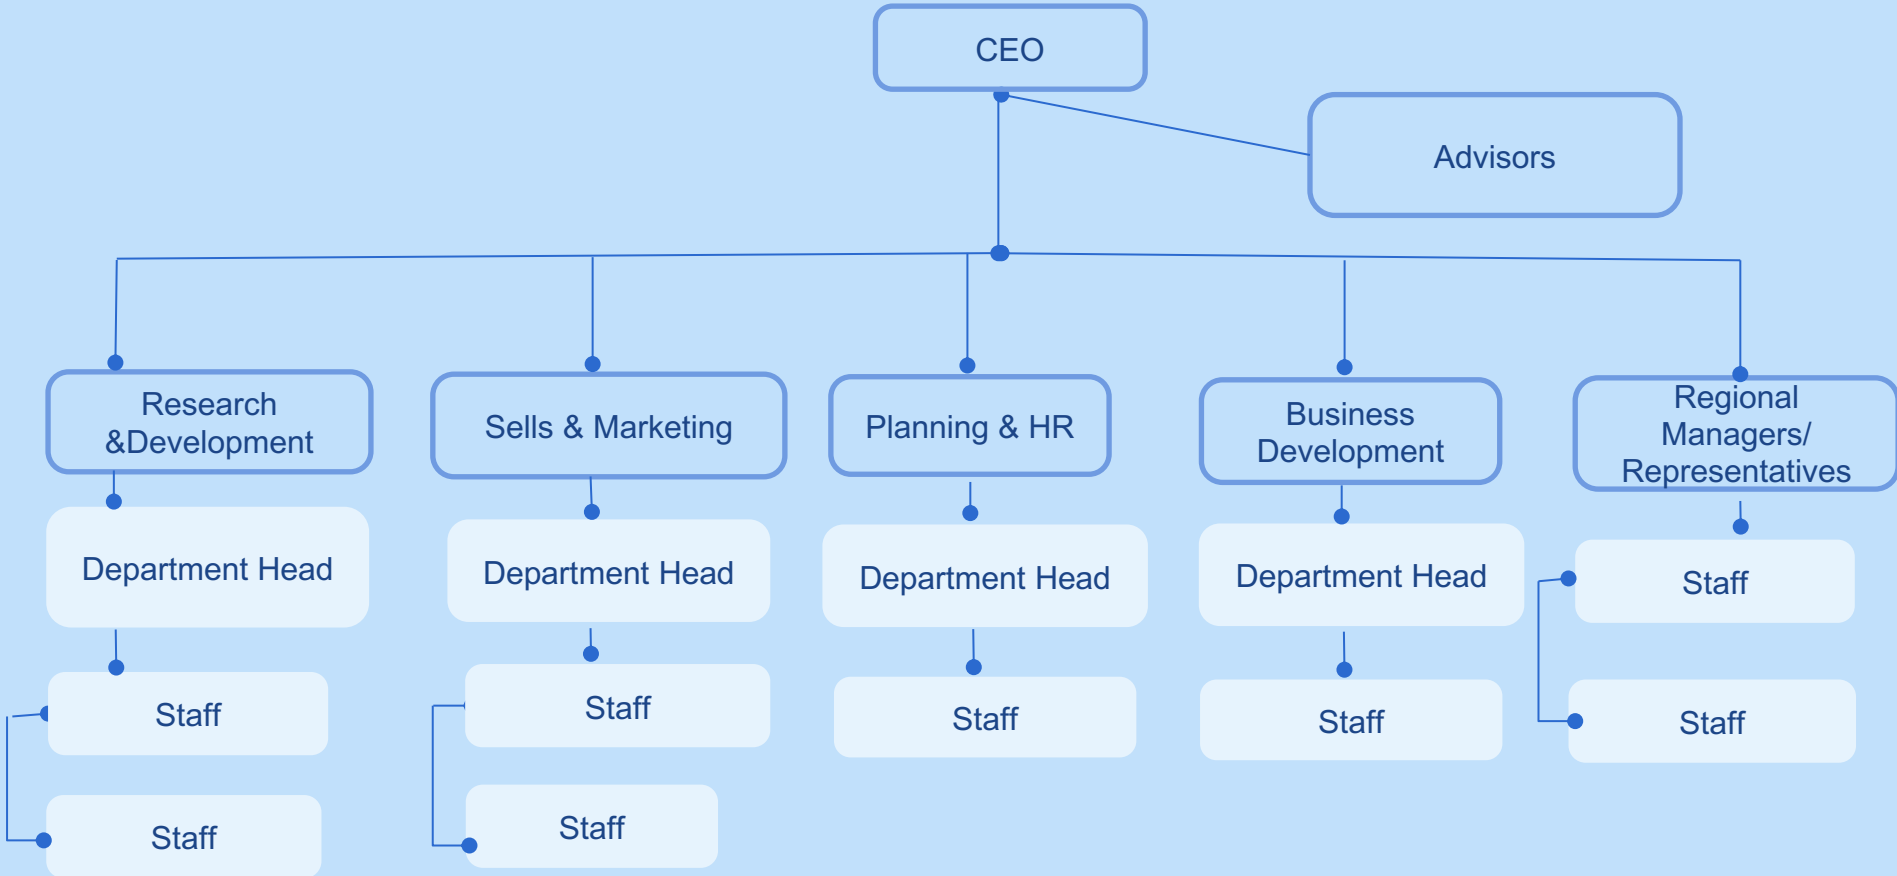 CEO
Advisors
Research
&Development
Sells & Marketing
Planning & HR
Business
Development
Regional
Managers/
Representatives
Department Head
Department Head
Department Head
Department Head
Staff
Staff
Staff
Staff
Staff
Staff
Staff
Staff